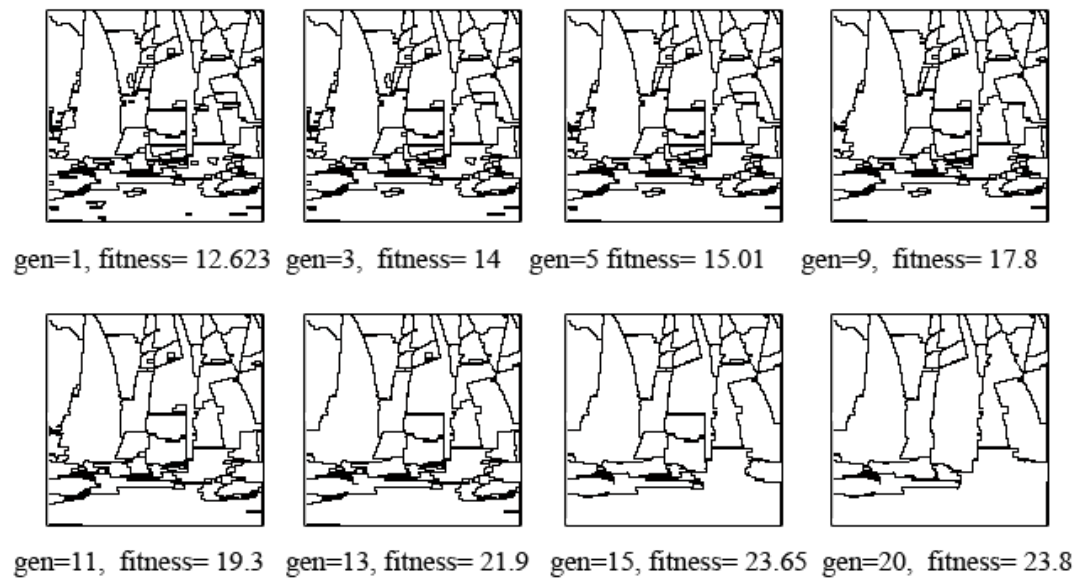 gen=1, fitness= 12.623 gen=3, fitness= 14 gen=5 fitness= 15.01 gen=9, fitness= 17.8
gen=11, fitness= 19.3 gen=13, fitness= 21.9 gen=15, fitness= 23.65 gen=20, fitness= 23.8